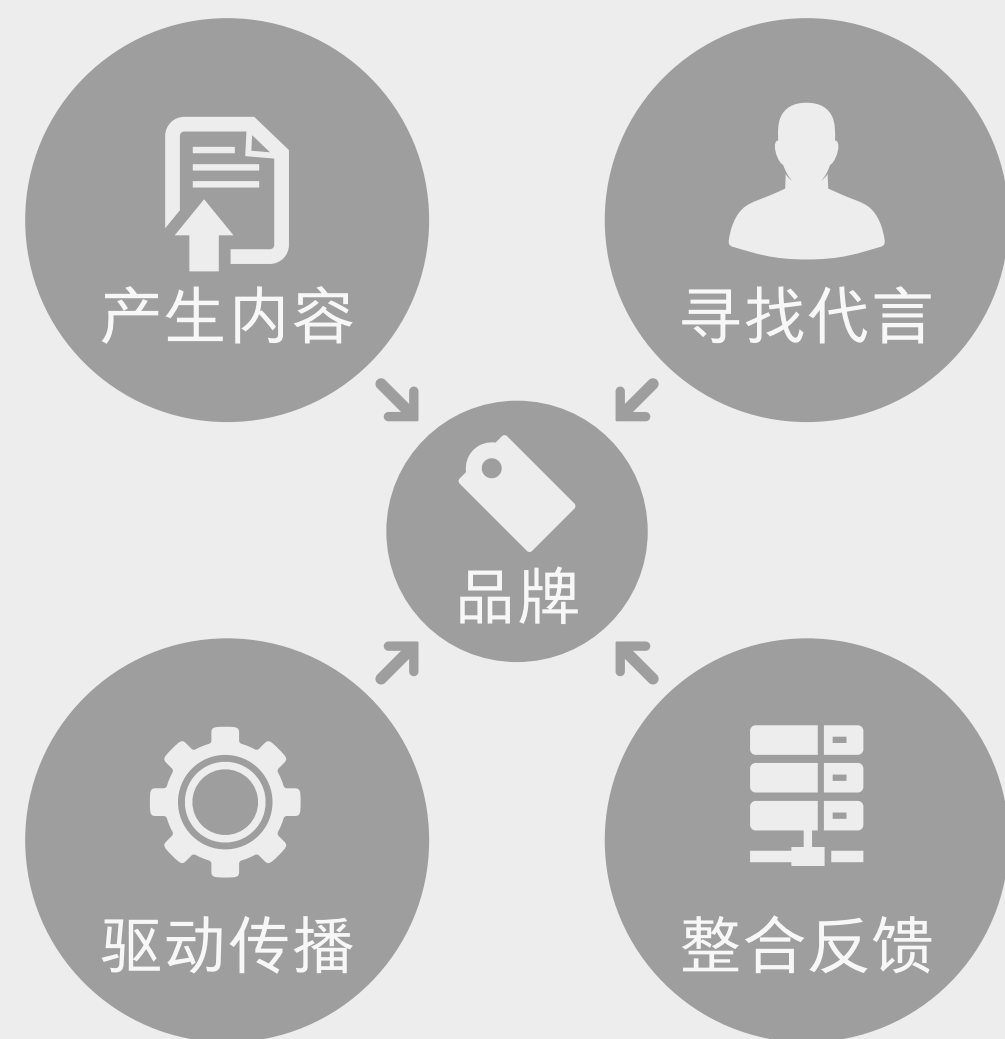 产生内容
寻找代言
品牌
驱动传播
整合反馈